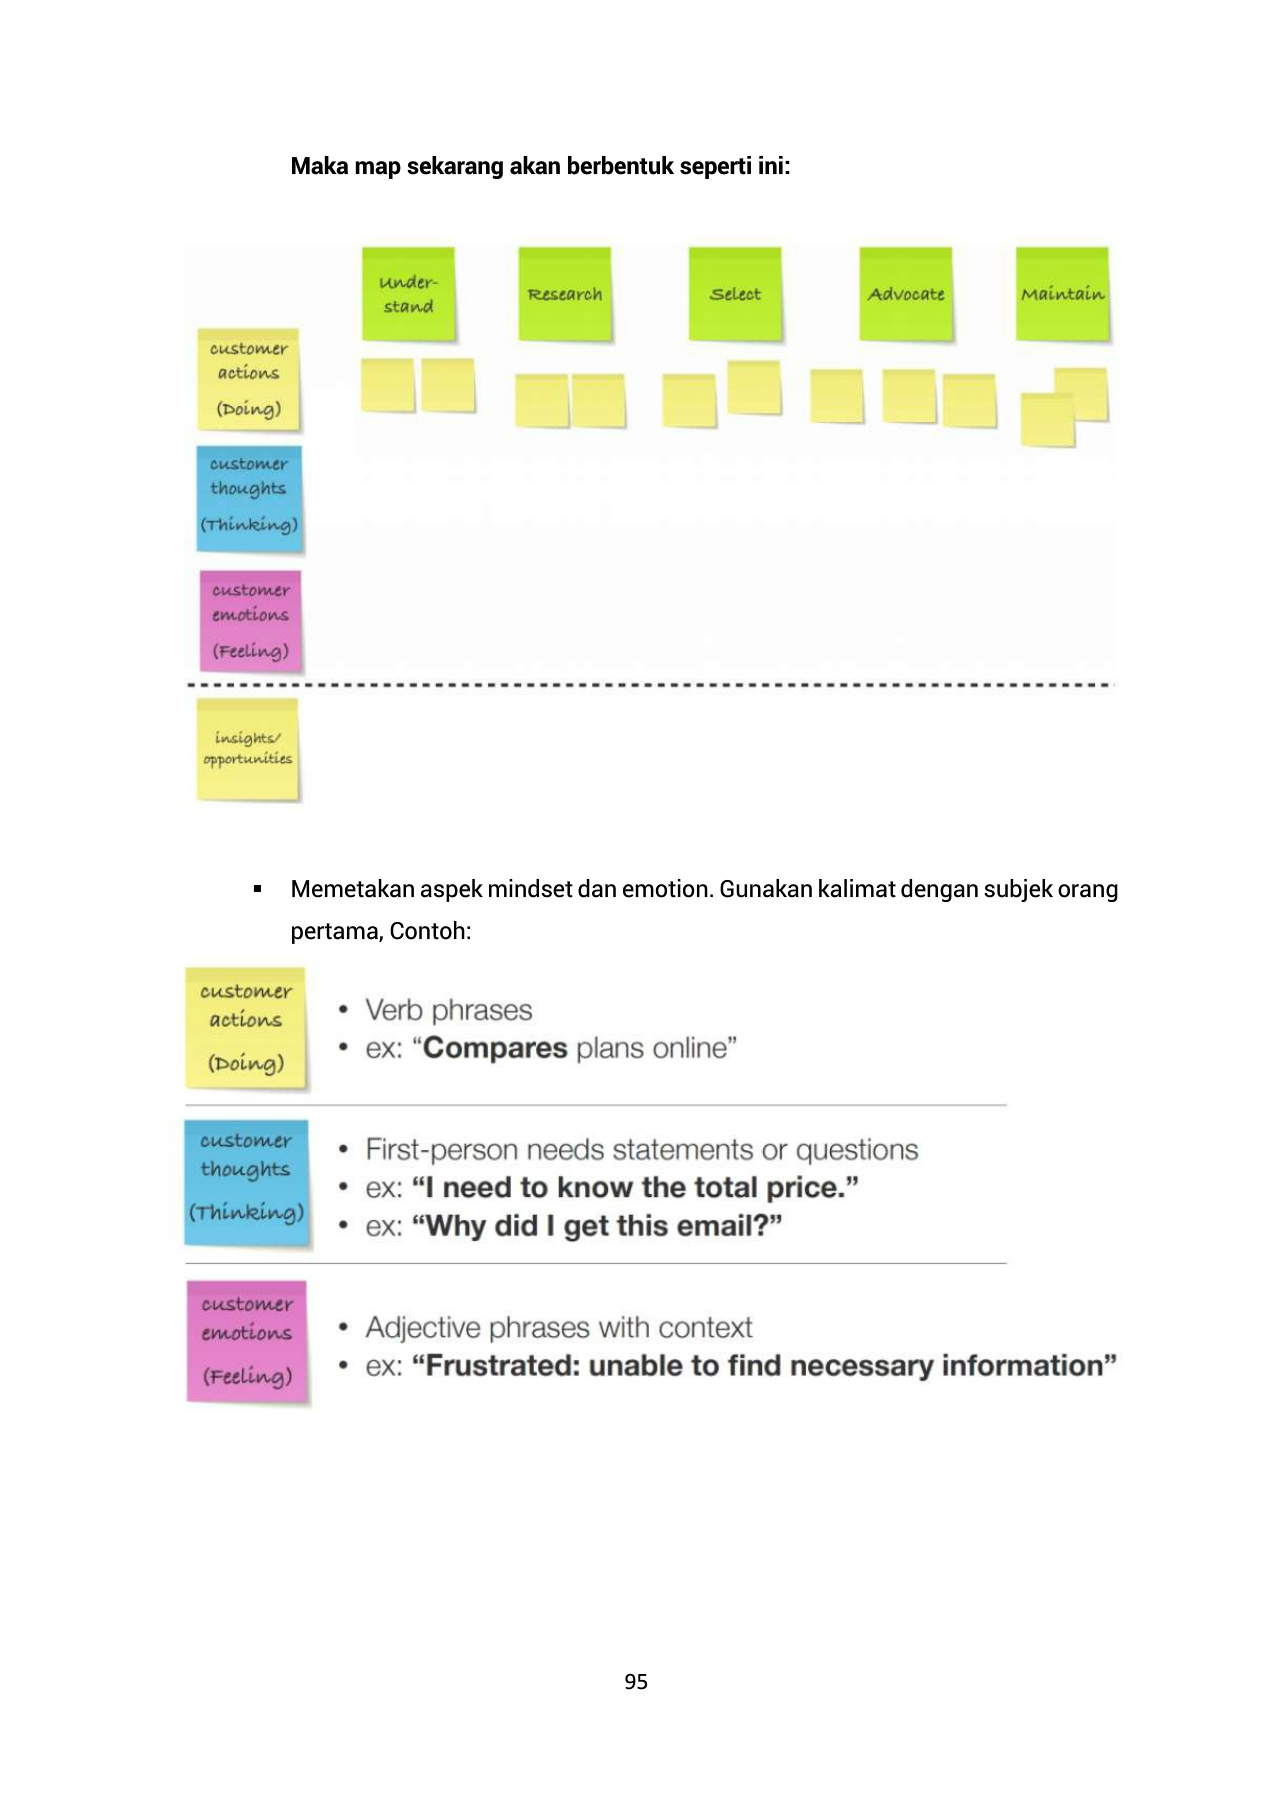 Maka map sekarang akan berbentuk seperti ini:
Under-
stand
Research
Select
Advocate
Maintain
customer
actions
(Doing)
customer
thoughts
(Thinking)
customer
emotions
(Feeling)
insights/
opportunities
▪ Memetakan aspek mindset dan emotion. Gunakan kalimat dengan subjek orang
pertama, Contoh:
customer
actions
(Doing)
• Verb phrases
• ex: “Compares plans online”
customer
thoughts
(Thinking)
• First-person needs statements or questions
• ex: “I need to know the total price.”
• ex: “Why did I get this email?”
customer
emotions
(Feeling)
• Adjective phrases with context
• ex: “Frustrated: unable to find necessary information”
95